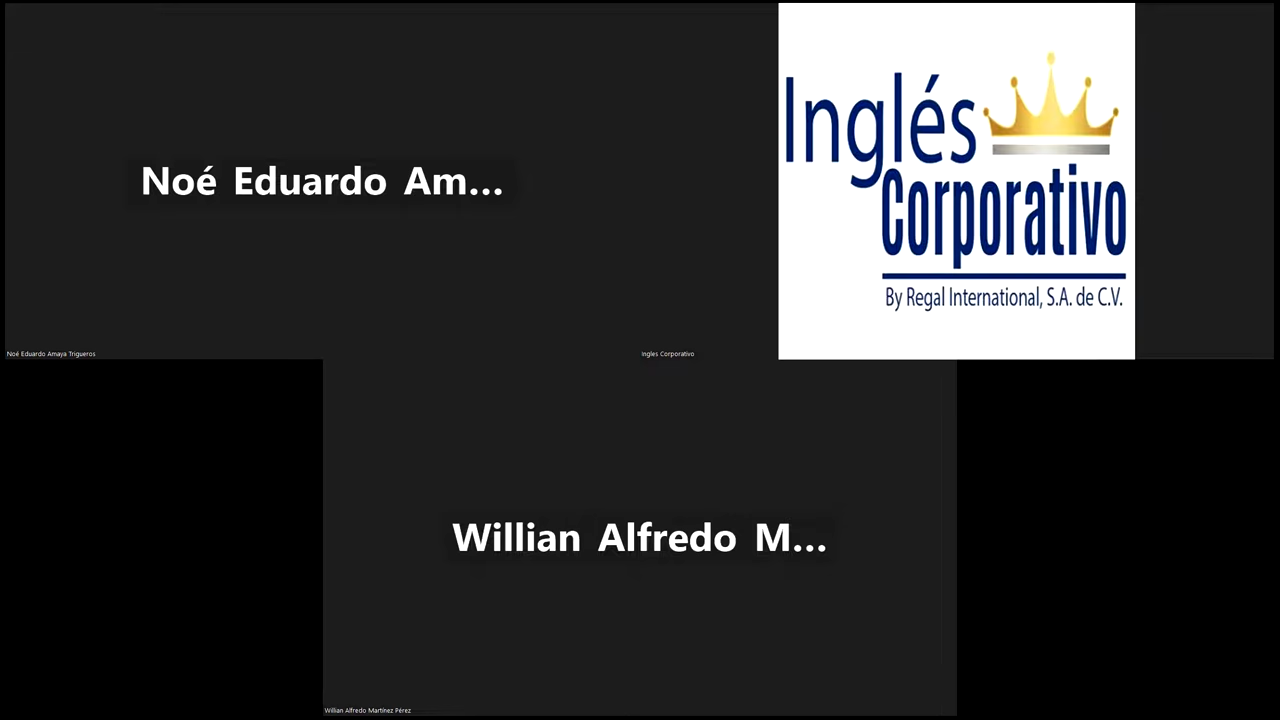 Noé Eduardo Am...
Inglés
Corporativo
By Regal International, S.A. de C.V.
Noé Eduardo Amaya Trigueros
Ingles Corporativo
Willian Alfredo M...
Willian Alfredo Martínez Pérez